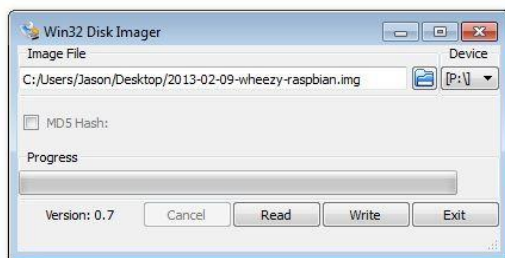 Win32 Disk Imager
Image File
Device
C:/Users/Jason/Desktop/2013-02-09-wheezy-raspbian.img
[P:\]
MD5 Hash:
Progress
Version: 0.7
Cancel
Read
Write
Exit